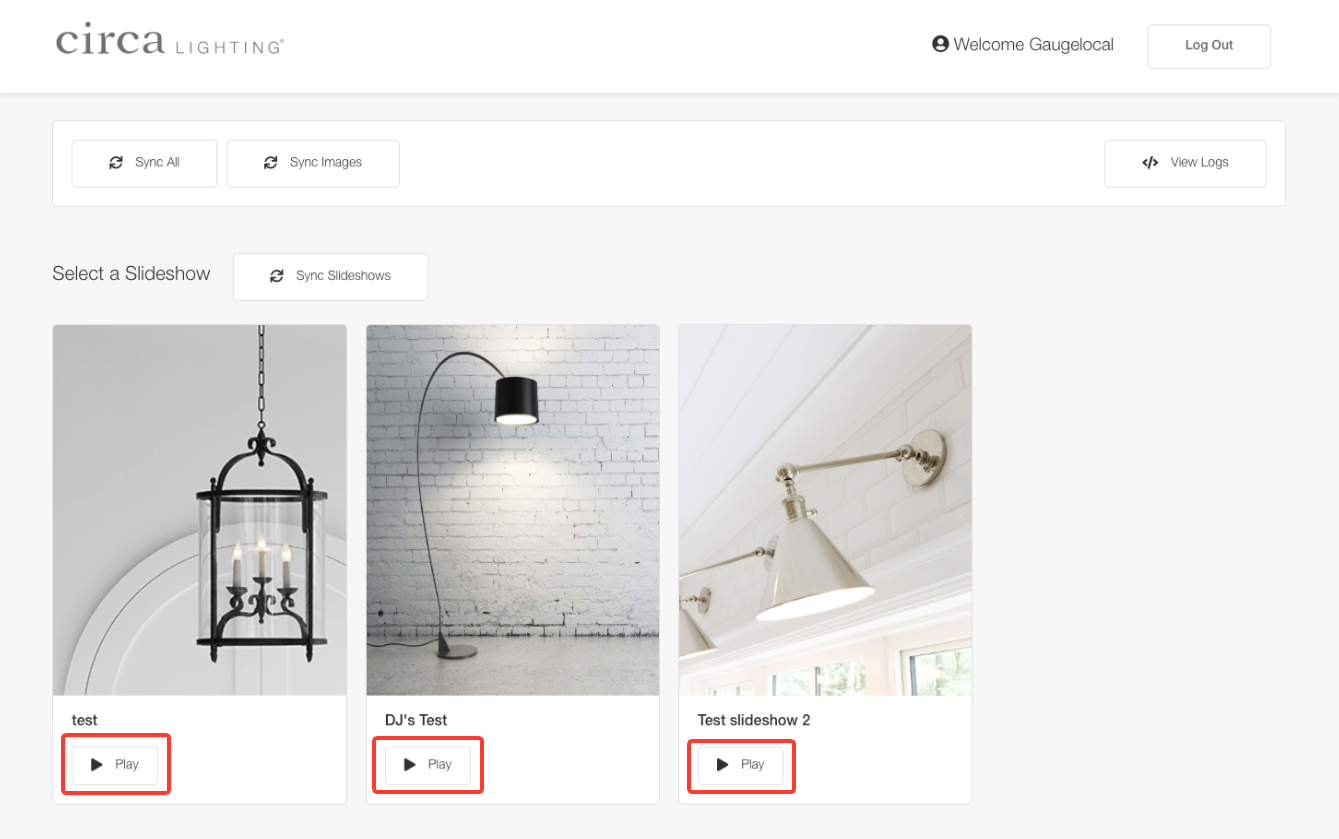 circa LIGHTING®
Welcome Gaugelocal
Log Out
Sync All
Sync Images
View Logs
Select a Slideshow
Sync Slideshows
test
DJ's Test
Test slideshow 2
Play
Play
Play